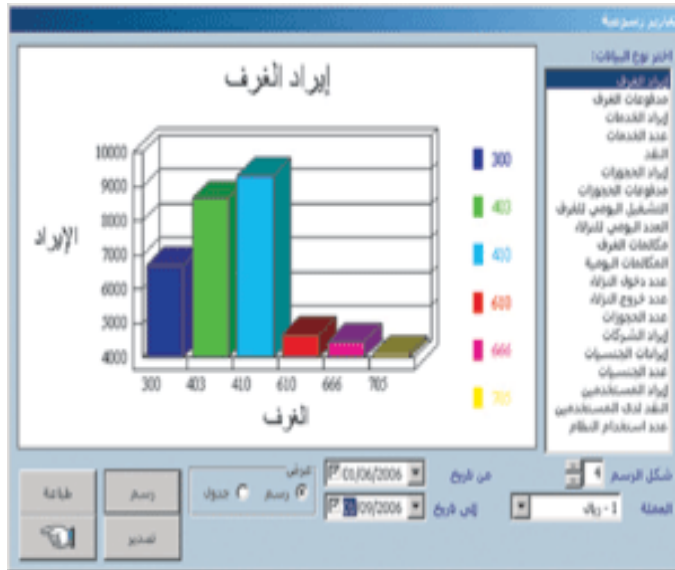 تقارير رسومية
اختر نوع البيانات:
إيراد الغرف
مدفوعات الغرف
إيراد الخدمات
عدد الخدمات
النقد
إيراد الحجوزات
مدفوعات الحجوزات
التشغيل اليومي للغرف
العدد اليومي للنزلاء
مكالمات الغرف
المكالمات اليومية
عدد دخول النزلاء
عدد خروج النزلاء
عدد الحجوزات
إيراد الشركات
إيرادات الجنسيات
عدد الجنسيات
إيراد المستخدمين
النقد لدى المستخدمين
عدد استخدام النظام
إيراد الغرف
الإيراد
10000
9000
8000
7000
6000
5000
4000
300 403 410 610 666 705
الغرف
300
403
410
610
666
705
شكل الرسم 4
العملة 1 - ريال
من تاريخ 01/06/2006
إلى تاريخ /09/2006
عرض
رسم جدول
رسم
طباعة
تصدير